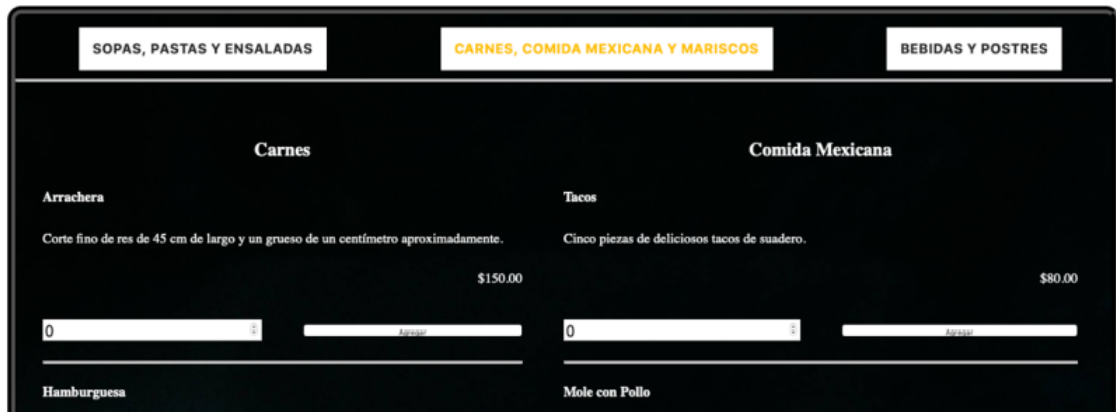 SOPAS, PASTAS Y ENSALADAS
CARNES, COMIDA MEXICANA Y MARISCOS
BEBIDAS Y POSTRES
Carnes
Arrachera
Corte fino de res de 45 cm de largo y un grueso de un centímetro aproximadamente.
$150.00
0
Agregar
Hamburguesa
Comida Mexicana
Tacos
Cinco piezas de deliciosos tacos de suadero.
$80.00
0
Agregar
Mole con Pollo